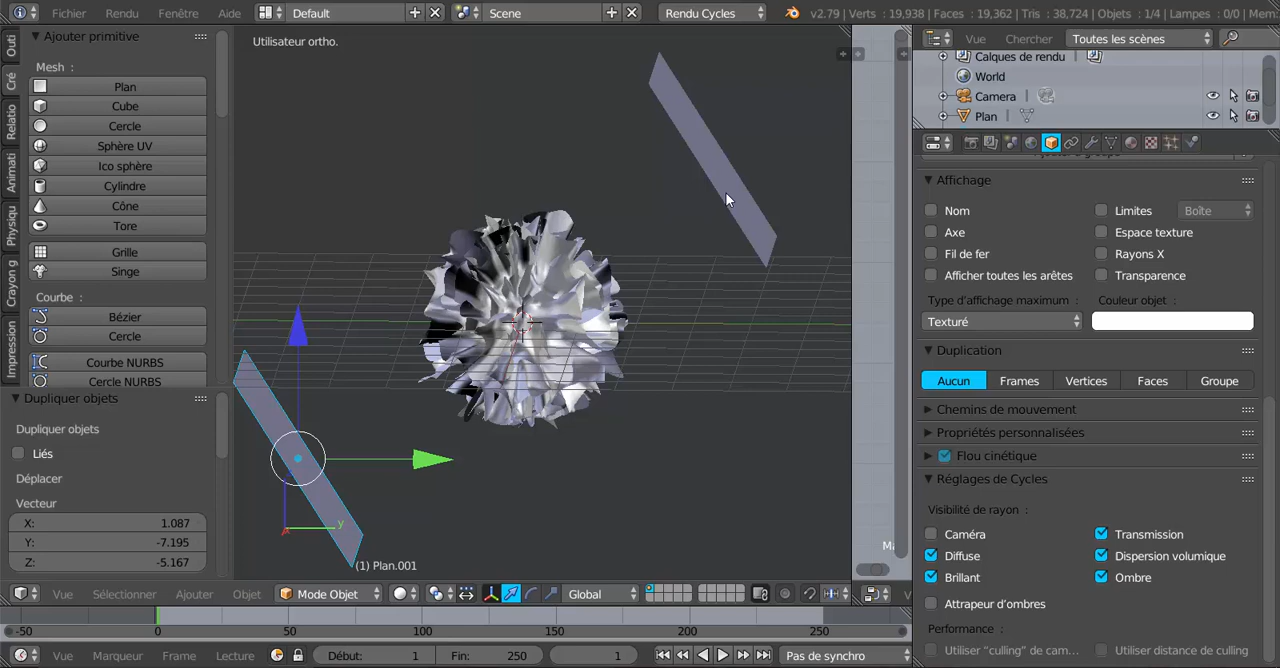 Fichier Rendu Fenêtre Aide Default Scene Rendu Cycles v2.79 | Verts : 19,938 | Faces : 19,362 | Tris : 38,724 | Objets : 1/4 | Lampes : 0/0 | Mem:
Outi
Cré
Relatio
Animati
Physiqu
Crayon g
Impression
Ajouter primitive
Mesh :
Plan
Cube
Cercle
Sphère UV
Ico sphère
Cylindre
Cône
Tore
Grille
Singe
Courbe :
Bézier
Cercle
Courbe NURBS
Cercle NURBS
Dupliquer objets
Dupliquer objets
Liés
Déplacer
Vecteur
X: 1.087
Y: -7.195
Z: -5.167
Utilisateur ortho.
y
(1) Plan.001
Vue Sélectionner Ajouter Objet Mode Objet Global
-50 0 50 100 150 200 250
Vue Marqueur Frame Lecture Début: 1 Fin: 250 1 Pas de synchro
Vue Chercher Toutes les scènes
Calques de rendu
World
Camera
Plan
Affichage
Nom Limites Boîte
Axe Espace texture
Fil de fer Rayons X
Afficher toutes les arêtes Transparence
Type d'affichage maximum : Couleur objet :
Texturé
Duplication
Aucun Frames Vertices Faces Groupe
Chemins de mouvement
Propriétés personnalisées
Flou cinétique
Réglages de Cycles
Visibilité de rayon :
Caméra Transmission
Diffuse Dispersion volumique
Brillant Ombre
Attrapeur d'ombres
Performance :
Utiliser “culling” de cam... Utiliser distance de culling